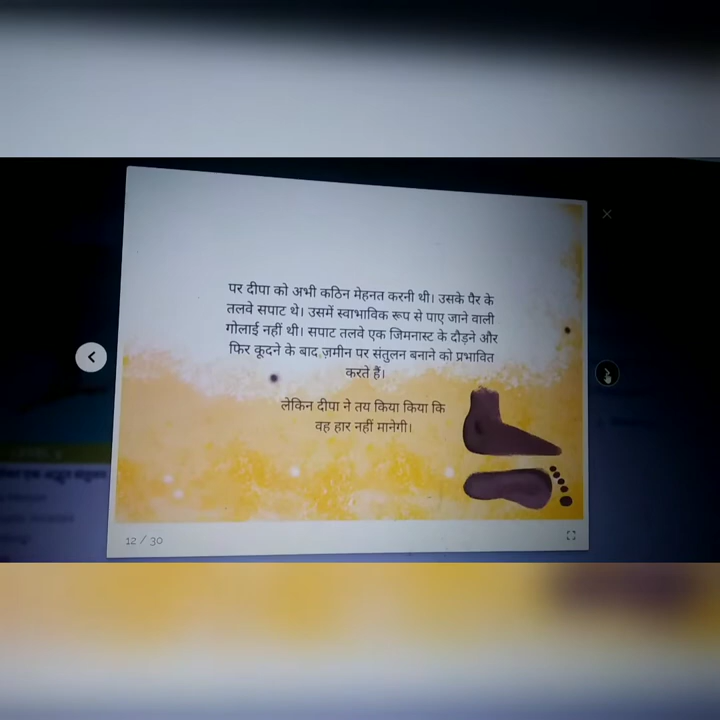 पर दीपा को अभी कठिन मेहनत करनी थी। उसके पैर के
तलवे सपाट थे। उसमें स्वाभाविक रूप से पाए जाने वाली
गोलाई नहीं थी। सपाट तलवे एक जिमनास्ट के दौड़ने और
फिर कूदने के बाद ज़मीन पर संतुलन बनाने को प्रभावित
करते हैं।
लेकिन दीपा ने तय किया किया कि
वह हार नहीं मानेगी।
12 / 30